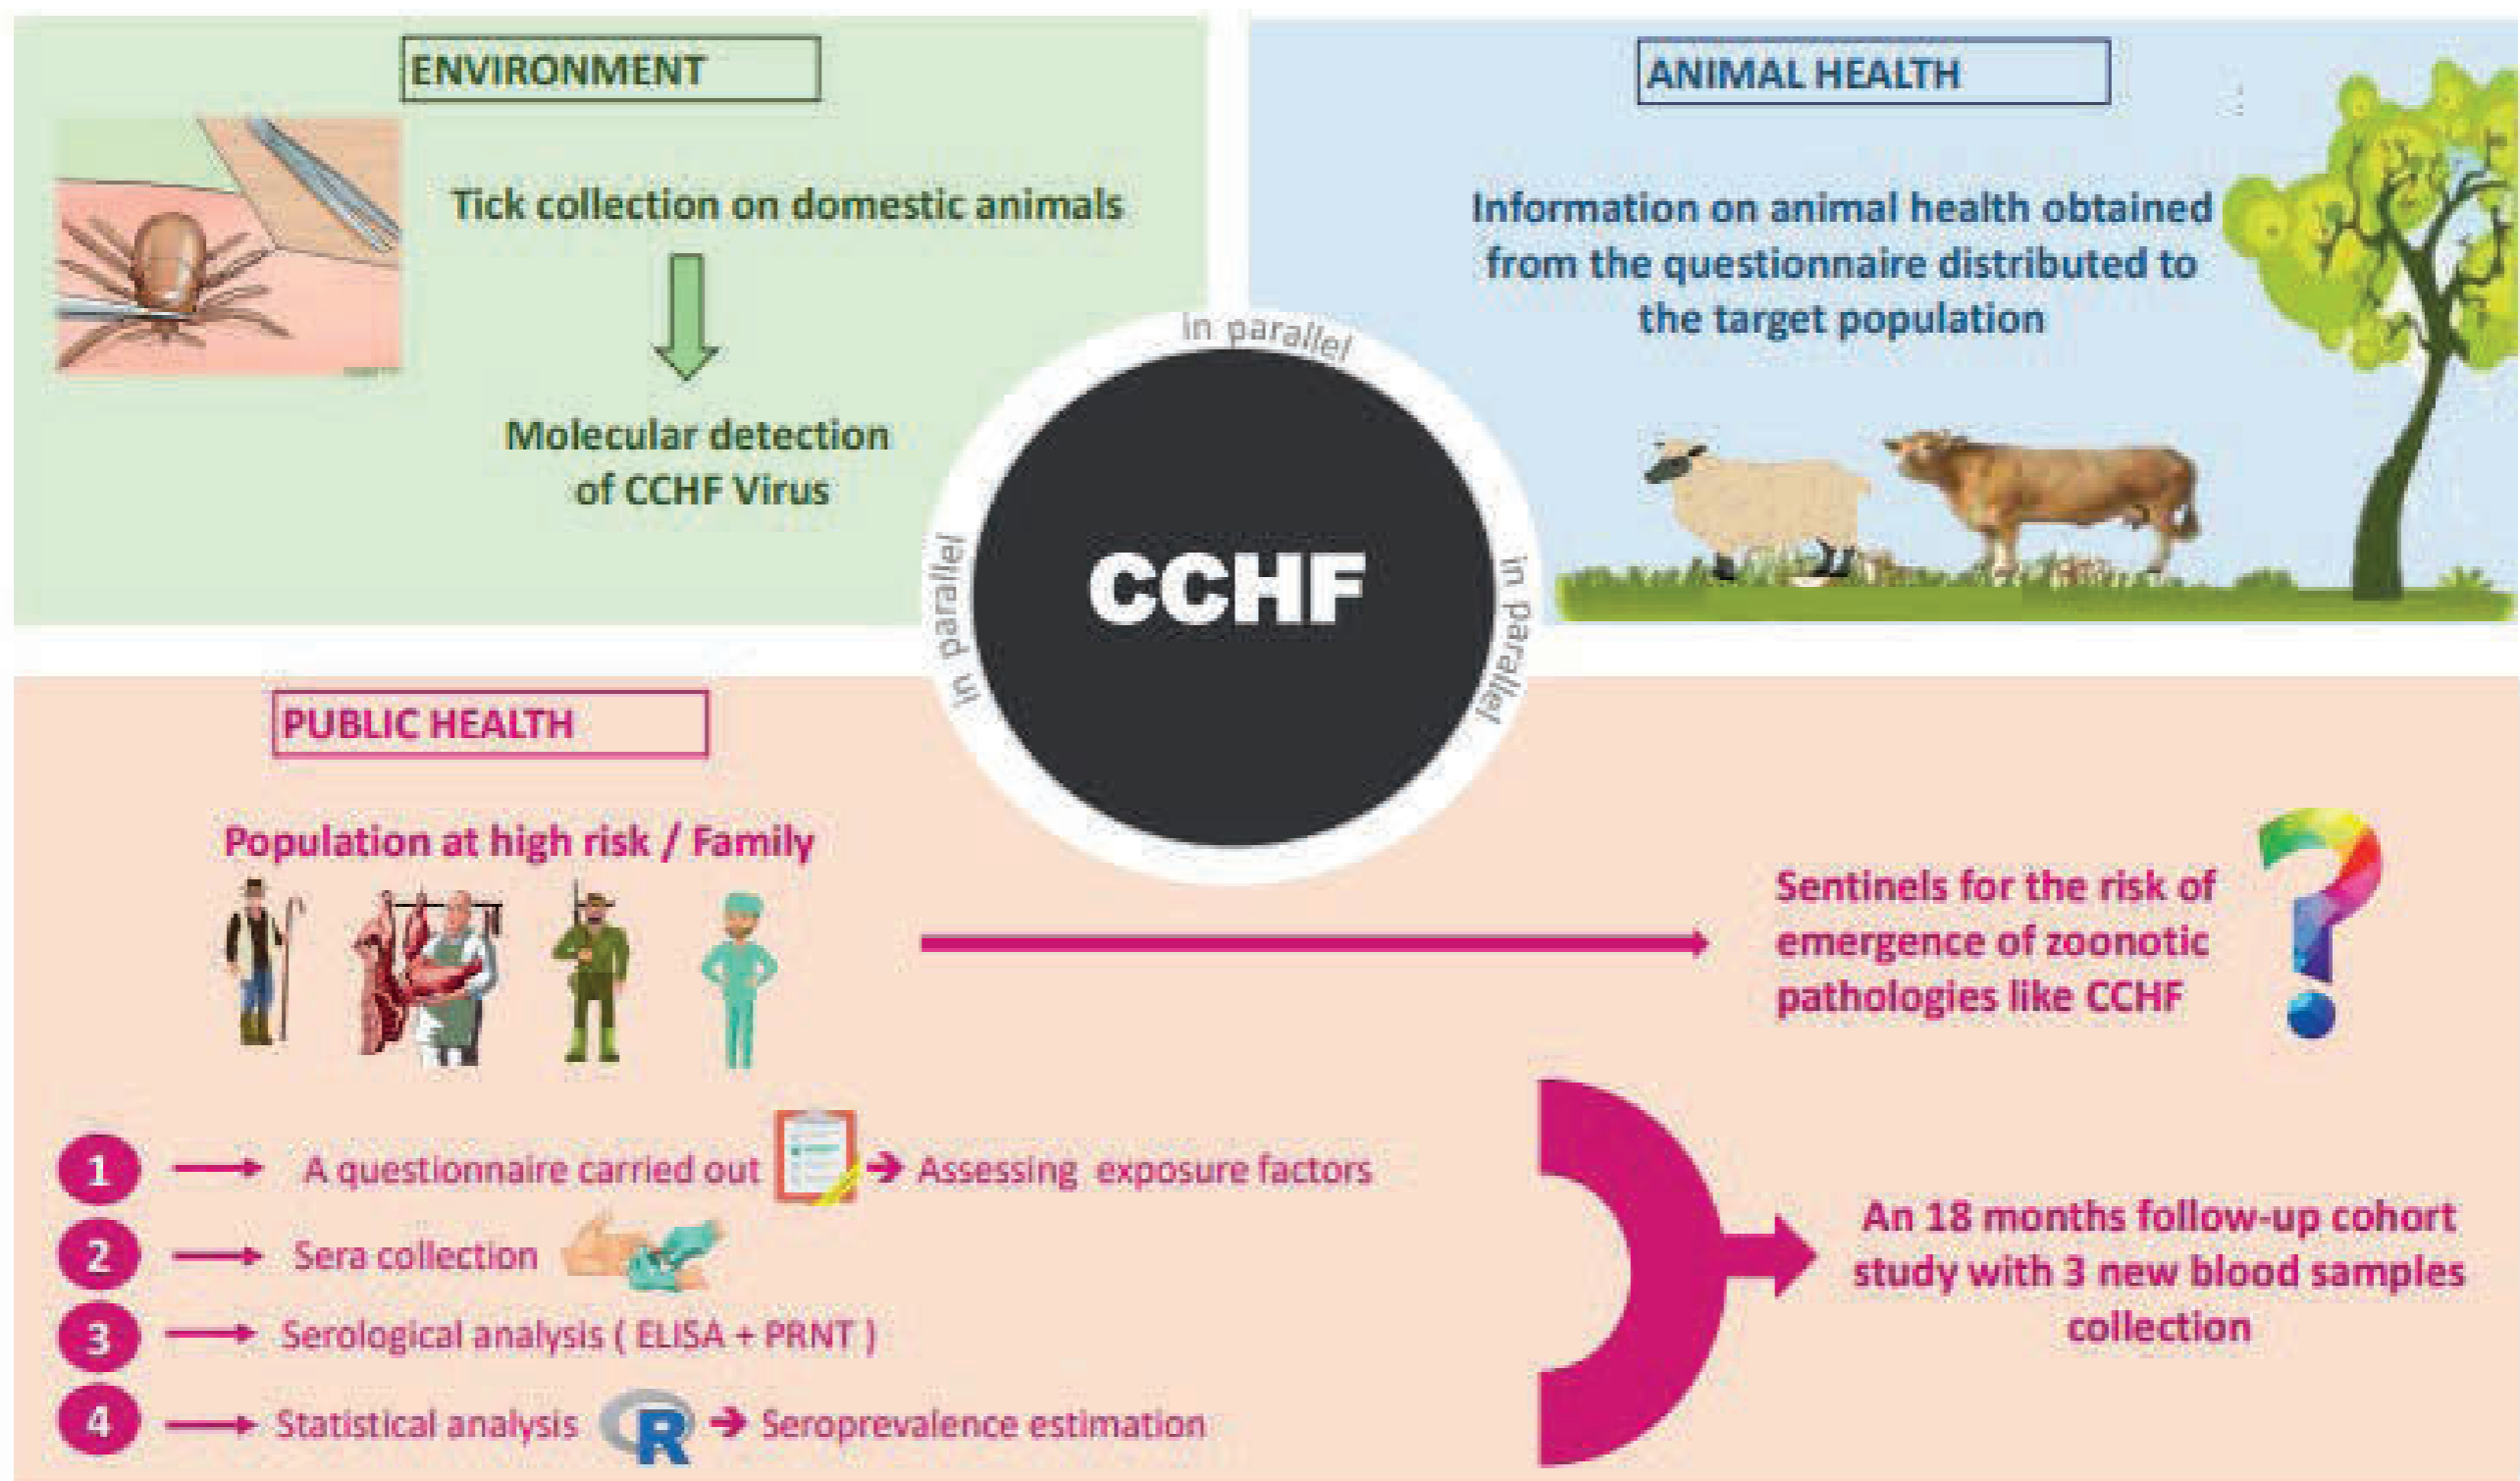 ENVIRONMENT
Tick collection on domestic animals
Molecular detection
of CCHF Virus
ANIMAL HEALTH
Information on animal health obtained
from the questionnaire distributed to
the target population
in parallel
in parallel
in parallel
CCHF
PUBLIC HEALTH
Population at high risk / Family
Sentinels for the risk of
emergence of zoonotic
pathologies like CCHF
?
1 A questionnaire carried out Assessing exposure factors
2 Sera collection
3 Serological analysis ( ELISA + PRNT )
4 Statistical analysis R Seroprevalence estimation
An 18 months follow-up cohort
study with 3 new blood samples
collection